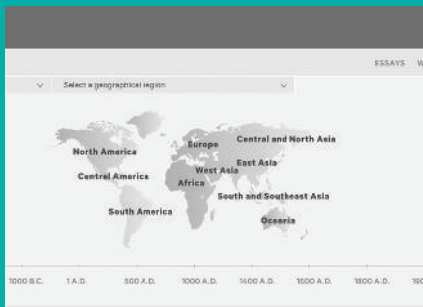 ESSAYS W
Select a geographical region
Central and North Asia
Europe
North America
East Asia
West Asia
Central America
Africa
South and Southeast Asia
South America
Oceania
1000 B.C. 1 A.D. 500 A.D. 1000 A.D. 1400 A.D. 1600 A.D. 1800 A.D. 190